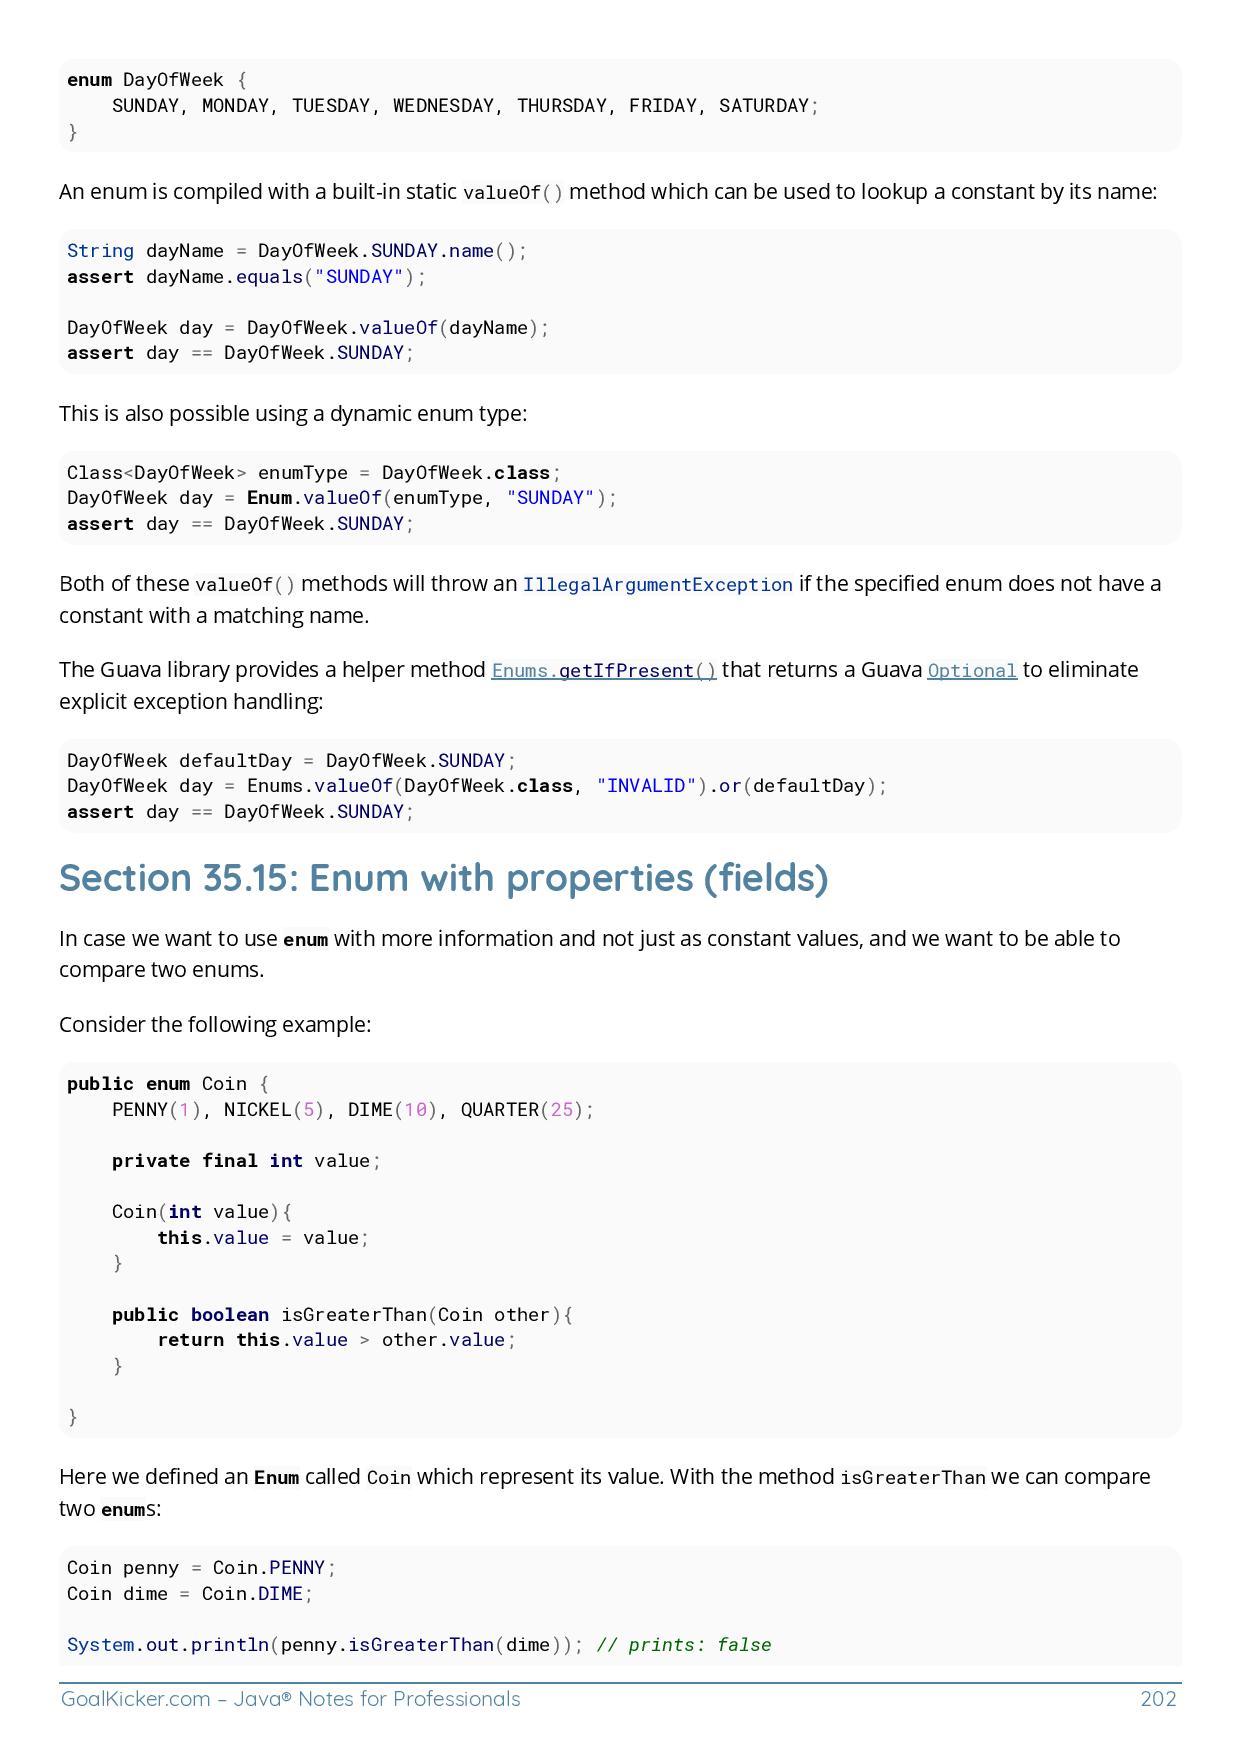 enum DayOfWeek {
    SUNDAY, MONDAY, TUESDAY, WEDNESDAY, THURSDAY, FRIDAY, SATURDAY;
}
An enum is compiled with a built-in static valueOf() method which can be used to lookup a constant by its name:
String dayName = DayOfWeek.SUNDAY.name();
assert dayName.equals("SUNDAY");
DayOfWeek day = DayOfWeek.valueOf(dayName);
assert day == DayOfWeek.SUNDAY;
This is also possible using a dynamic enum type:
Class<DayOfWeek> enumType = DayOfWeek.class;
DayOfWeek day = Enum.valueOf(enumType, "SUNDAY");
assert day == DayOfWeek.SUNDAY;
Both of these valueOf() methods will throw an IllegalArgumentException if the specified enum does not have a
constant with a matching name.
The Guava library provides a helper method Enums.getIfPresent() that returns a Guava Optional to eliminate
explicit exception handling:
DayOfWeek defaultDay = DayOfWeek.SUNDAY;
DayOfWeek day = Enums.valueOf(DayOfWeek.class, "INVALID").or(defaultDay);
assert day == DayOfWeek.SUNDAY;
Section 35.15: Enum with properties (fields)
In case we want to use enum with more information and not just as constant values, and we want to be able to
compare two enums.
Consider the following example:
public enum Coin {
    PENNY(1), NICKEL(5), DIME(10), QUARTER(25);
    private final int value;
    Coin(int value){
        this.value = value;
    }
    public boolean isGreaterThan(Coin other){
        return this.value > other.value;
    }
}
Here we defined an Enum called Coin which represent its value. With the method isGreaterThan we can compare
two enums:
Coin penny = Coin.PENNY;
Coin dime = Coin.DIME;
System.out.println(penny.isGreaterThan(dime)); // prints: false
GoalKicker.com – Java® Notes for Professionals 202